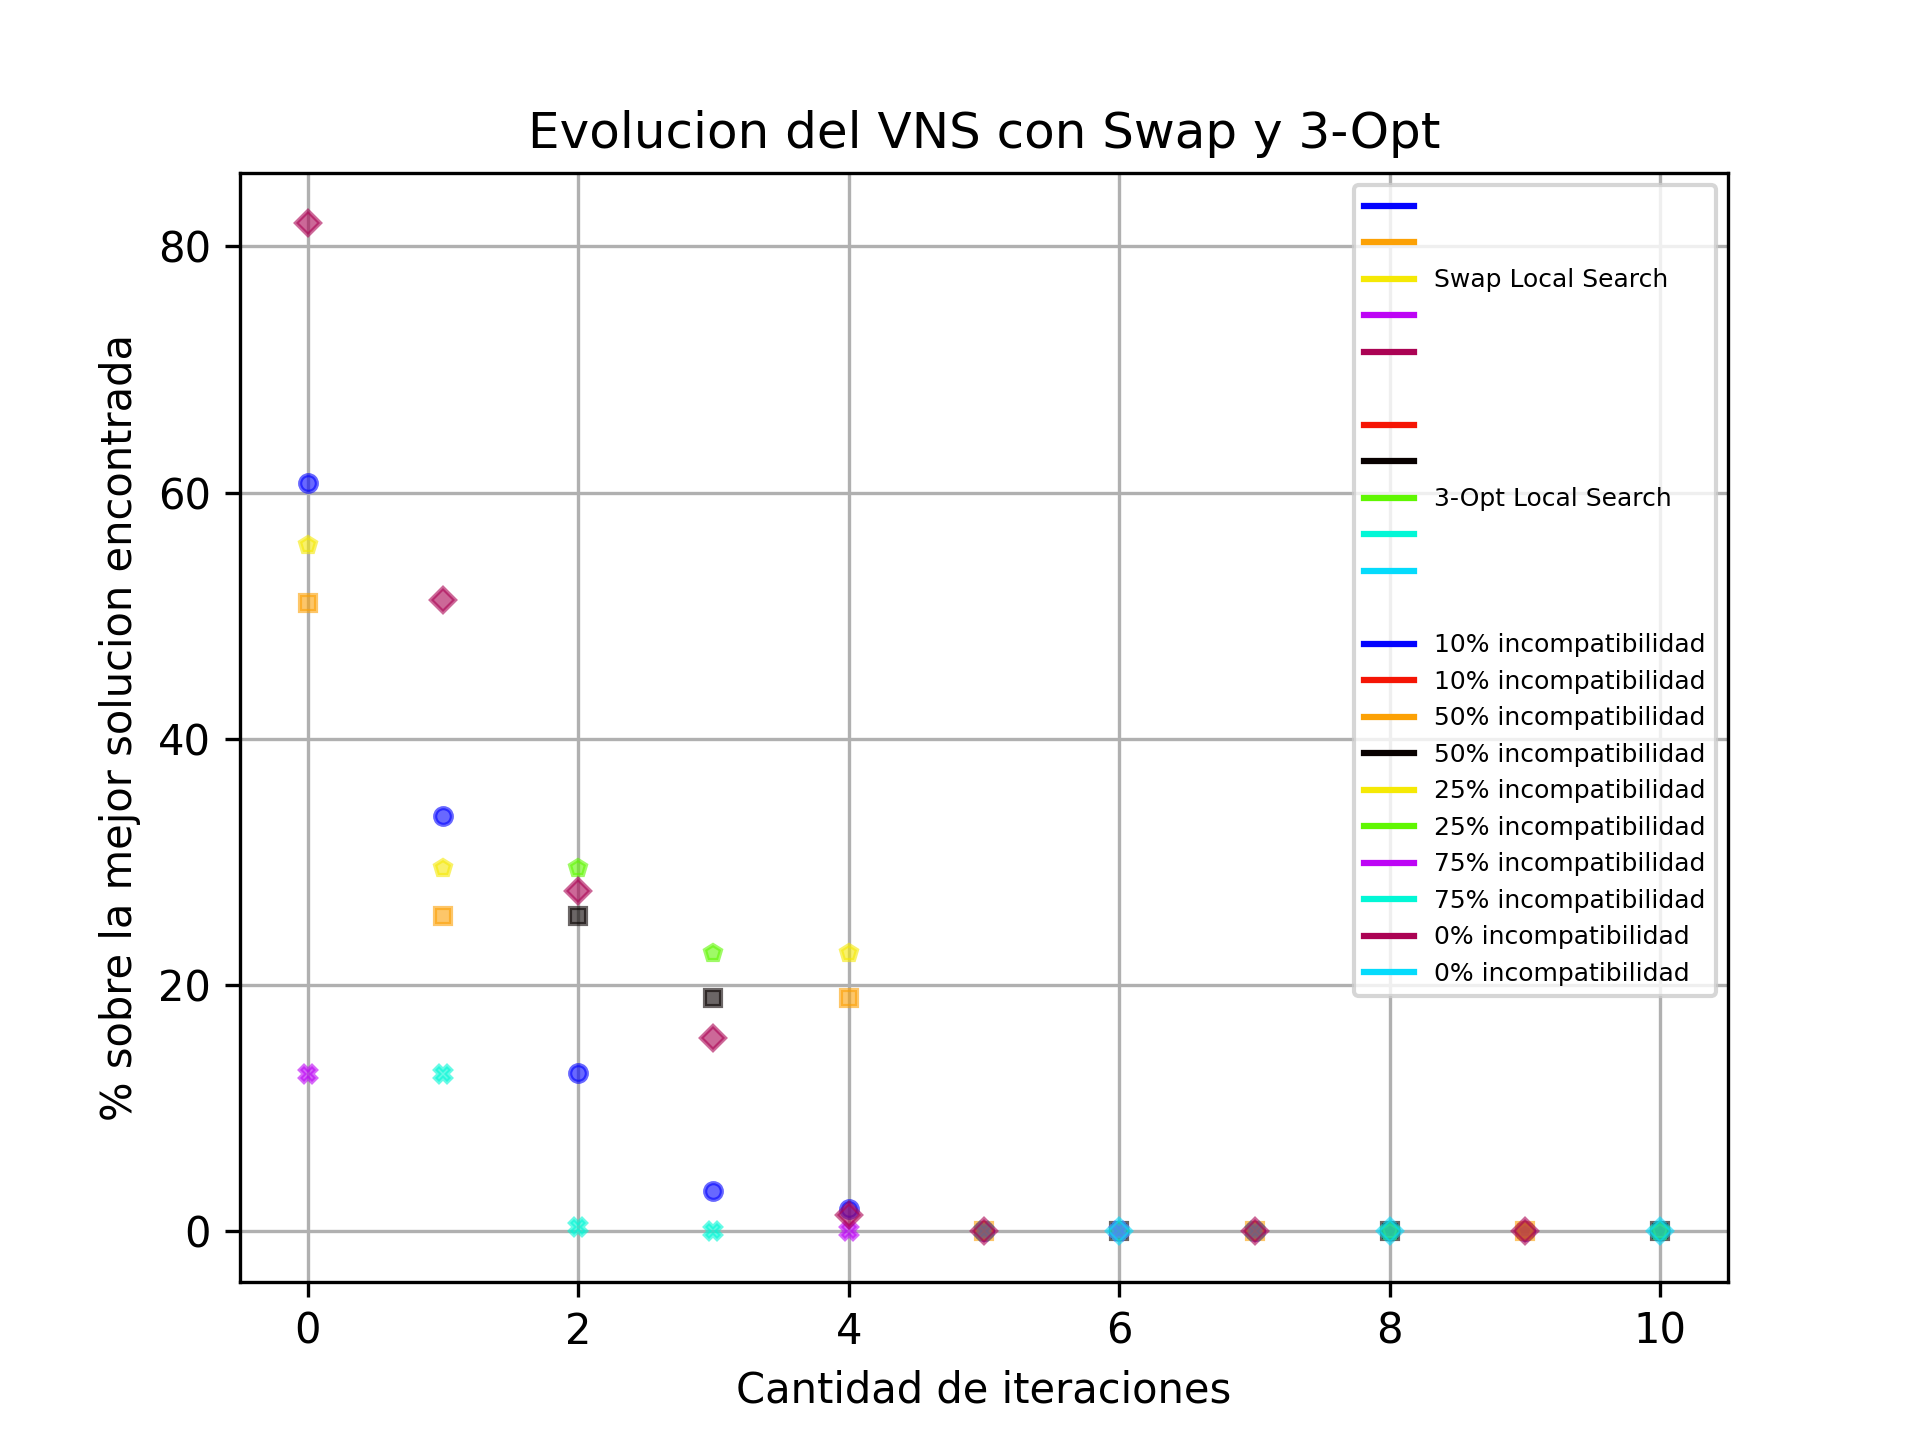 Evolucion del VNS con Swap y 3-Opt
% sobre la mejor solucion encontrada
80
60
40
20
0
Swap Local Search
3-Opt Local Search
10% incompatibilidad
10% incompatibilidad
50% incompatibilidad
50% incompatibilidad
25% incompatibilidad
25% incompatibilidad
75% incompatibilidad
75% incompatibilidad
0% incompatibilidad
0% incompatibilidad
0 2 4 6 8 10
Cantidad de iteraciones